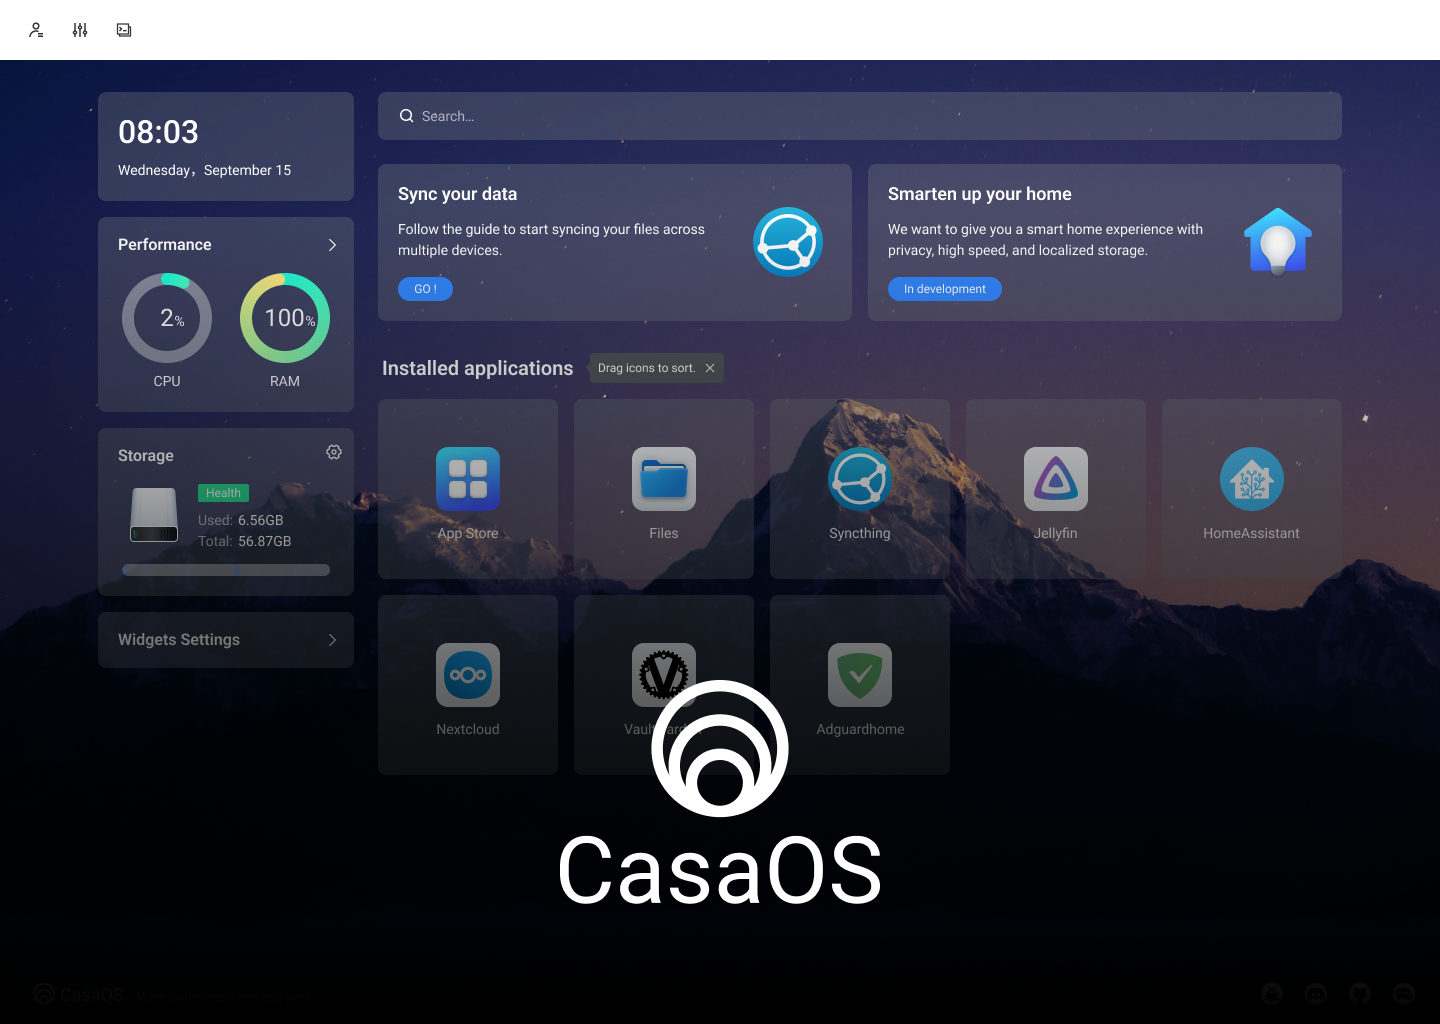 08:03
Wednesday, September 15
Performance
2%
100%
CPU
RAM
Storage
Health
Used: 6.56GB
Total: 56.87GB
Widgets Settings
Search...
Sync your data
Follow the guide to start syncing your files across
multiple devices.
GO !
Smarten up your home
We want to give you a smart home experience with
privacy, high speed, and localized storage.
In development
Installed applications
Drag icons to sort.
App Store
Files
Syncthing
Jellyfin
HomeAssistant
Nextcloud
Adguardhome
CasaOS
CasaOS